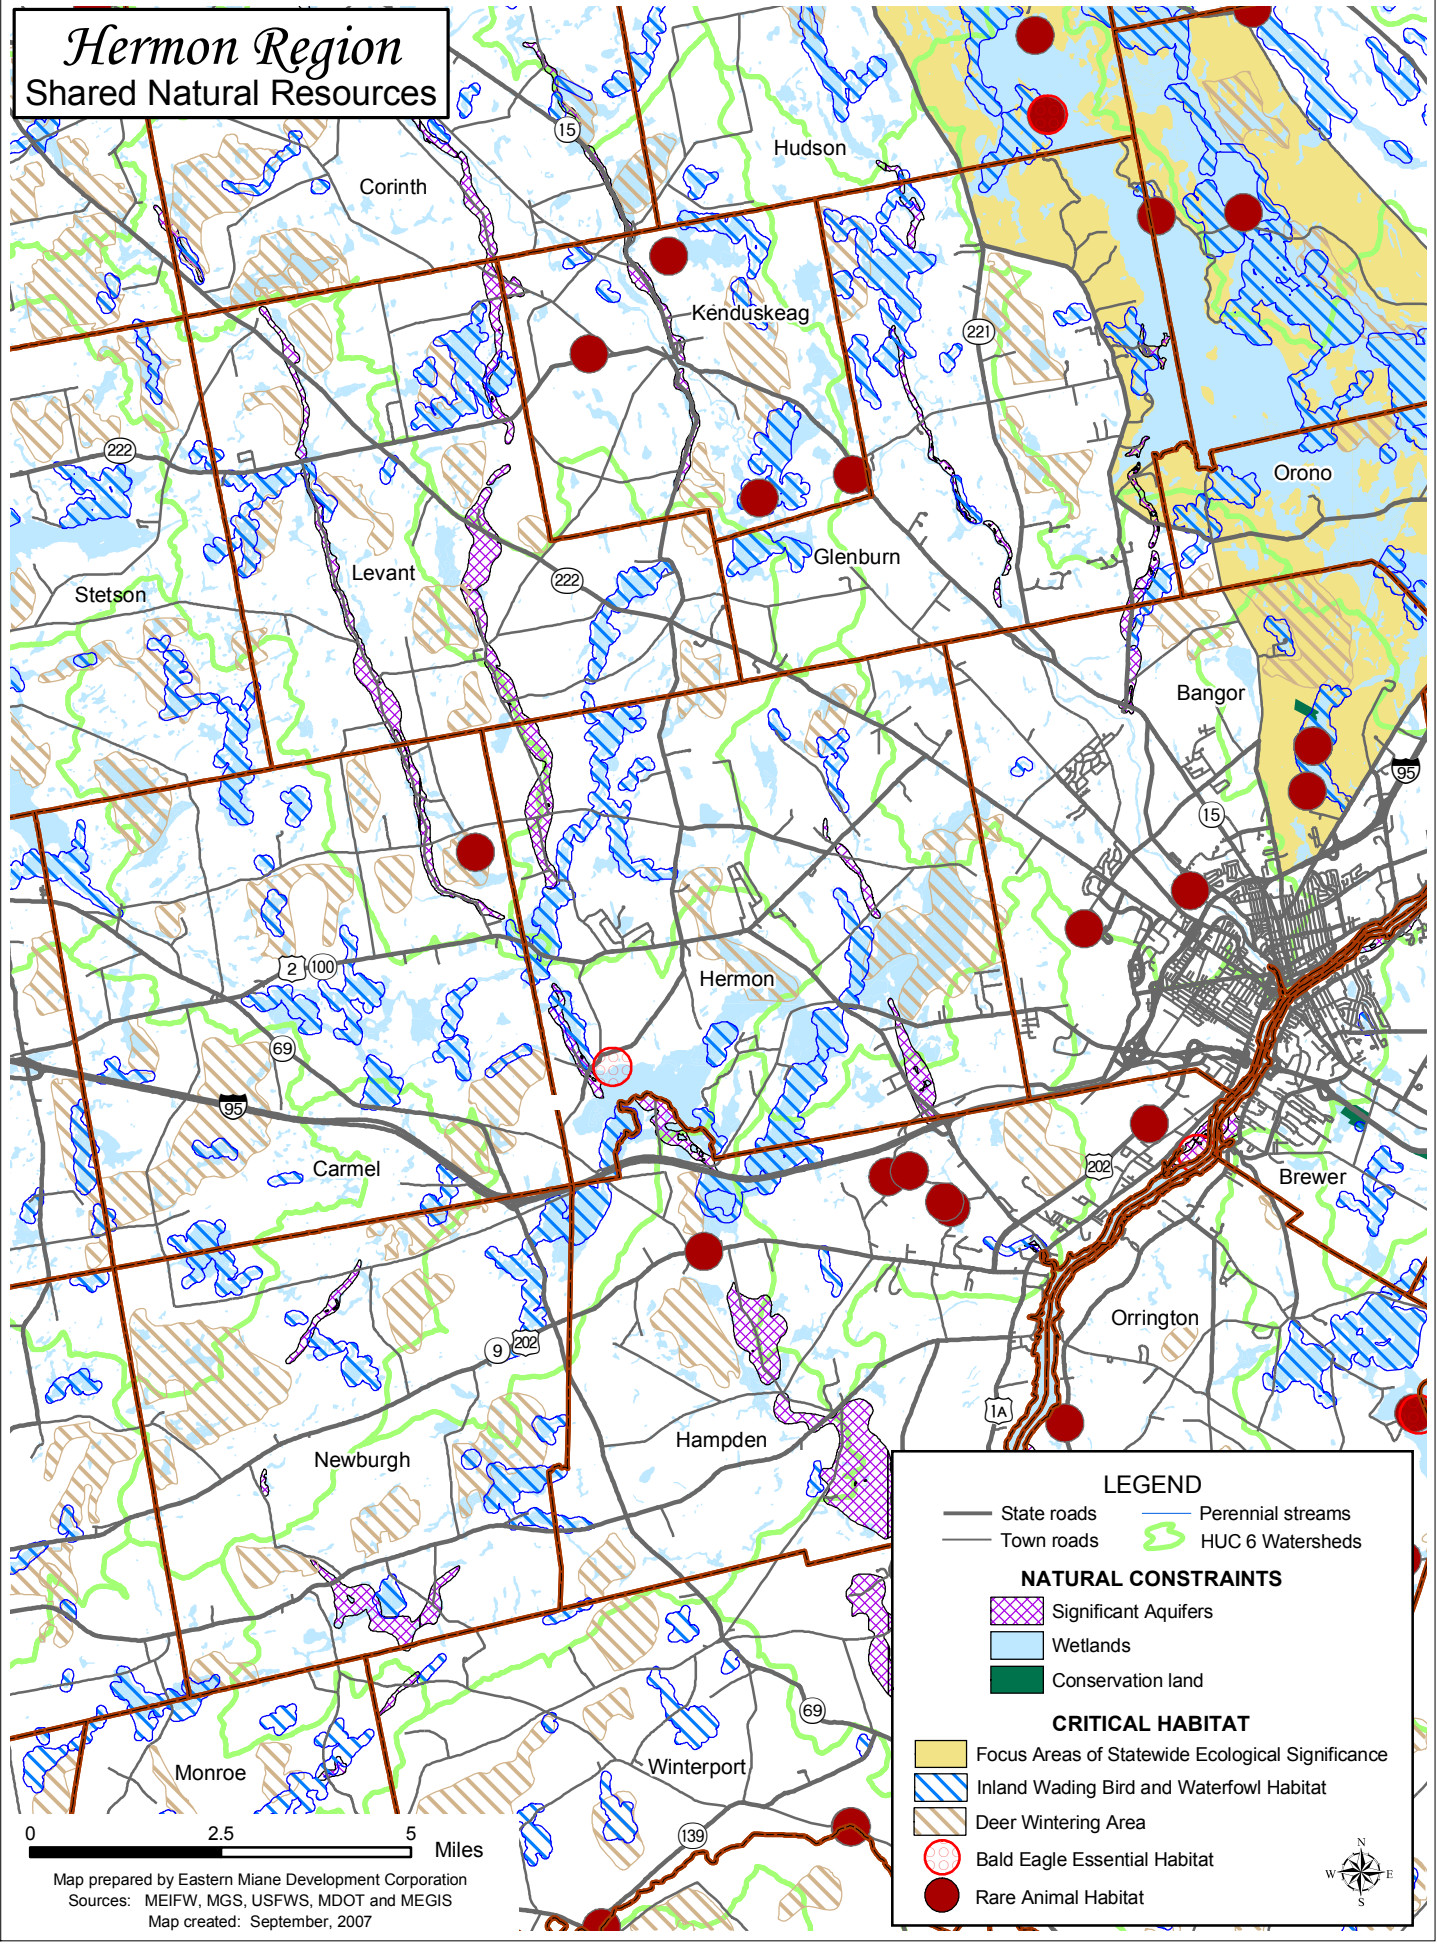 Hermon Region
Shared Natural Resources
15
Hudson
Corinth
Kenduskeag
221
222
Orono
Glenburn
Levant
222
Stetson
Bangor
95
15
2
100
Hermon
69
95
Carmel
202
Brewer
Orrington
9
202
1A
Hampden
Newburgh
69
Winterport
Monroe
139
LEGEND
State roads
Perennial streams
Town roads
HUC 6 Watersheds
NATURAL CONSTRAINTS
Significant Aquifers
Wetlands
Conservation land
CRITICAL HABITAT
Focus Areas of Statewide Ecological Significance
Inland Wading Bird and Waterfowl Habitat
Deer Wintering Area
Bald Eagle Essential Habitat
Rare Animal Habitat
N
W E
S
0 2.5 5
Miles
Map prepared by Eastern Miane Development Corporation
Sources: MEIFW, MGS, USFWS, MDOT and MEGIS
Map created: September, 2007